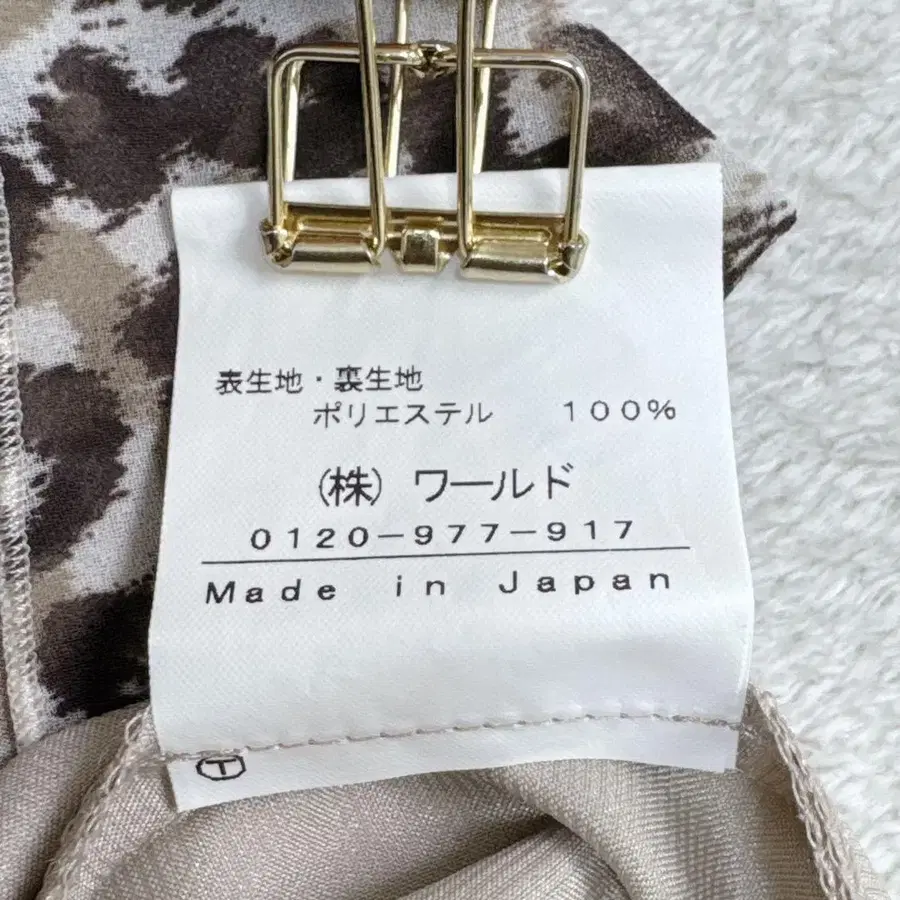 表生地・裏生地
ポリエステル 100%
(株) ワールド
0120-977-917
Made in Japan
T